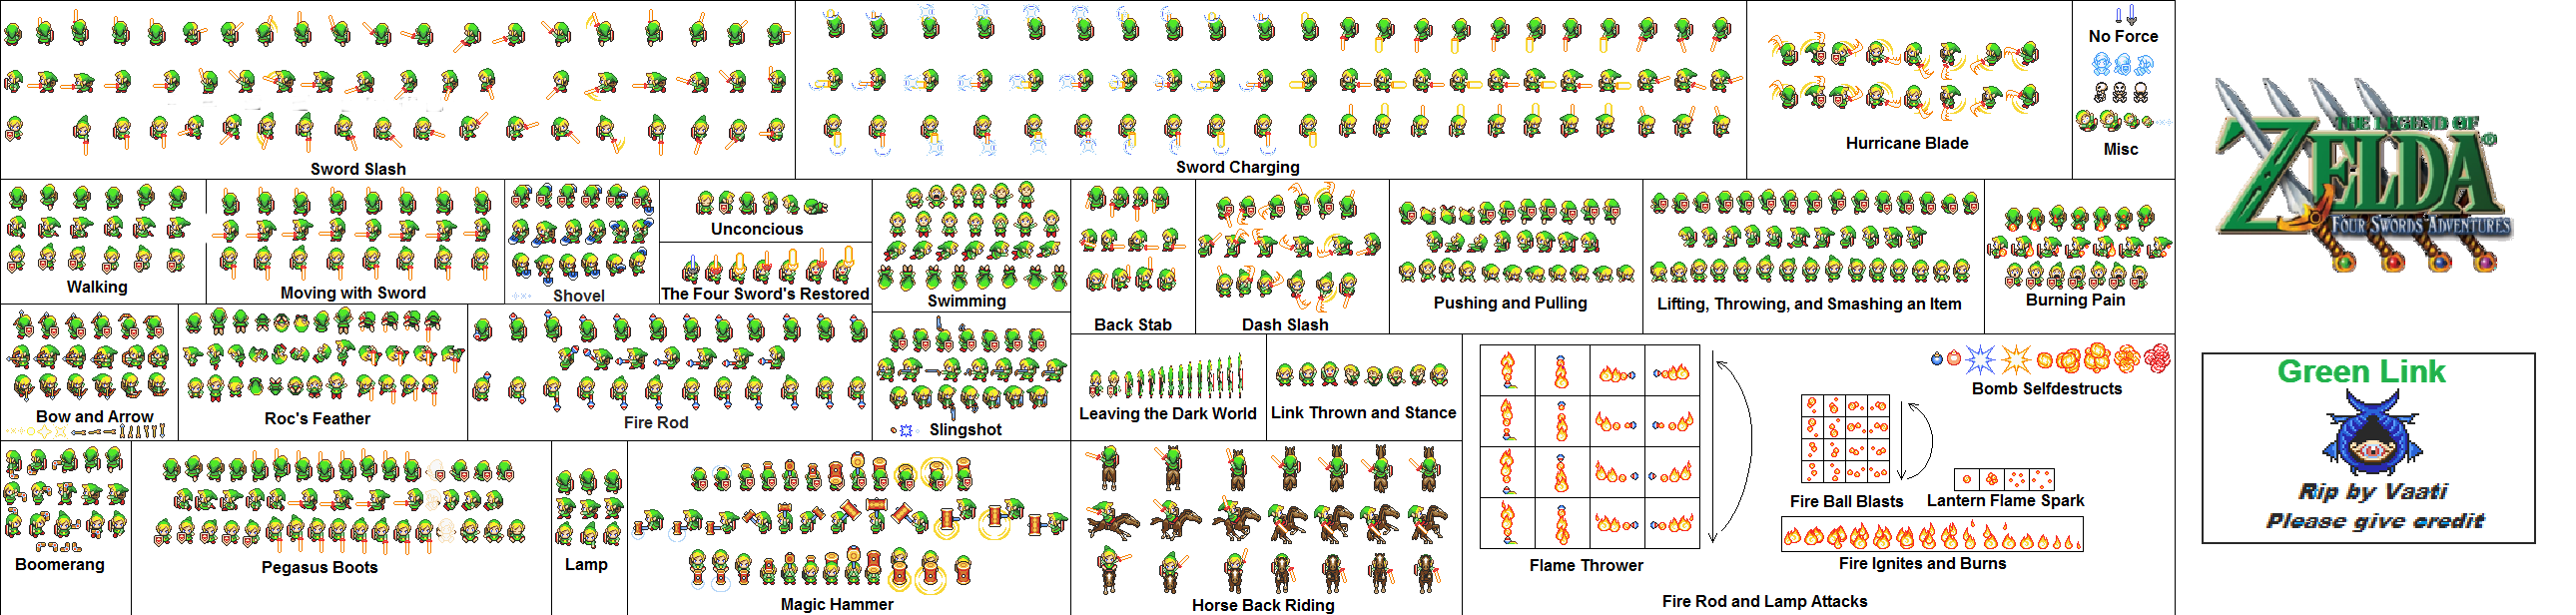 Sword Slash
Sword Charging
Hurricane Blade
No Force
Misc
THE LEGEND OF
ZELDA®
FOUR SWORDS ADVENTURES
Walking
Moving with Sword
Shovel
Unconcious
The Four Sword's Restored
Swimming
Back Stab
Dash Slash
Pushing and Pulling
Lifting, Throwing, and Smashing an Item
Burning Pain
Bow and Arrow
Roc's Feather
Fire Rod
Slingshot
Leaving the Dark World
Link Thrown and Stance
Bomb Selfdestructs
Fire Ball Blasts
Lantern Flame Spark
Flame Thrower
Fire Ignites and Burns
Fire Rod and Lamp Attacks
Boomerang
Pegasus Boots
Lamp
Magic Hammer
Horse Back Riding
Green Link
Rip by Vaati
Please give credit